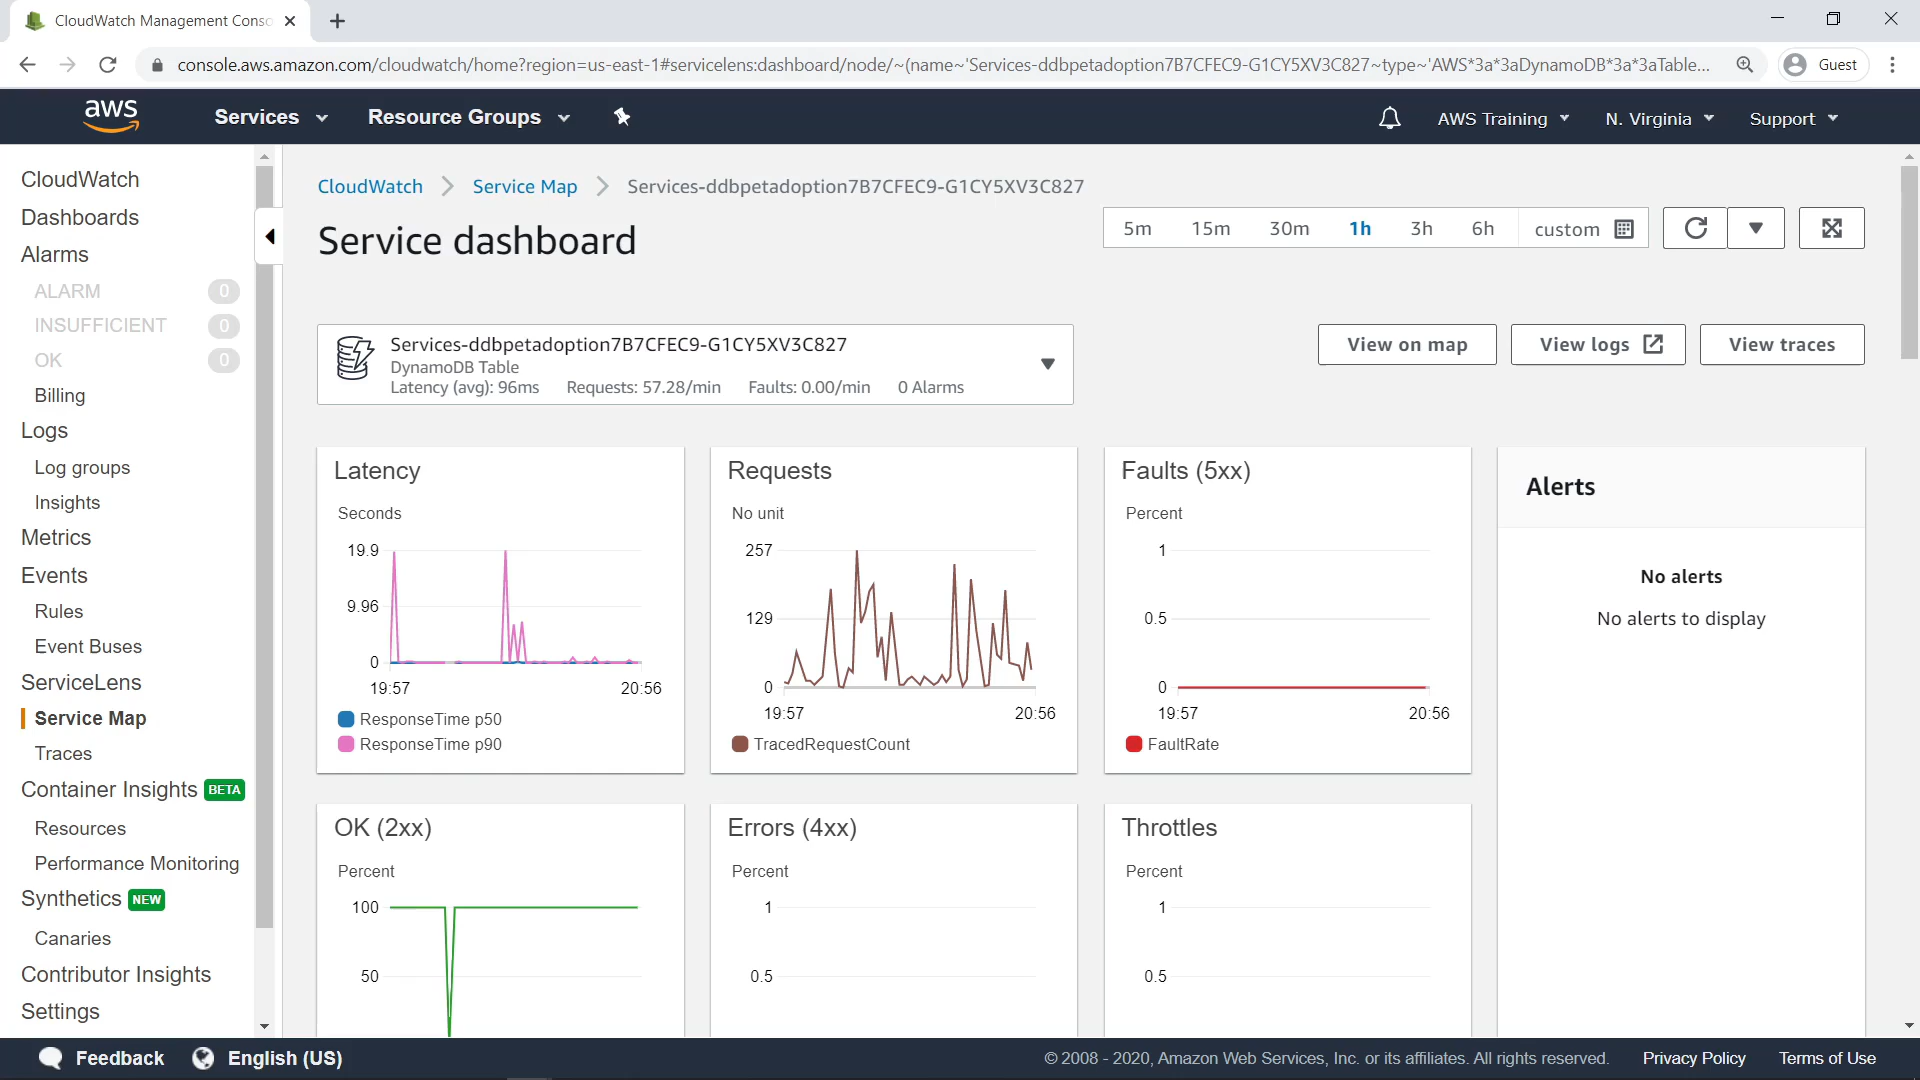 CloudWatch Management Conso
console.aws.amazon.com/cloudwatch/home?region=us-east-1#servicelens:dashboard/node/~(name~'Services-ddbpetadoption7B7CFEC9-G1CY5XV3C827~type~'AWS*3a*3aDynamoDB*3a*3aTable...
Guest
aws
Services
Resource Groups
AWS Training
N. Virginia
Support
CloudWatch
Dashboards
Alarms
ALARM 0
INSUFFICIENT 0
OK 0
Billing
Logs
Log groups
Insights
Metrics
Events
Rules
Event Buses
ServiceLens
Service Map
Traces
Container Insights BETA
Resources
Performance Monitoring
Synthetics NEW
Canaries
Contributor Insights
Settings
CloudWatch
Service Map
Services-ddbpetadoption7B7CFEC9-G1CY5XV3C827
Service dashboard
5m 15m 30m 1h 3h 6h custom
Services-ddbpetadoption7B7CFEC9-G1CY5XV3C827
DynamoDB Table
Latency (avg): 96ms Requests: 57.28/min Faults: 0.00/min 0 Alarms
View on map
View logs
View traces
Latency
Seconds
19.9
9.96
0
19:57 20:56
ResponseTime p50
ResponseTime p90
Requests
No unit
257
129
0
19:57 20:56
TracedRequestCount
Faults (5xx)
Percent
1
0.5
0
19:57 20:56
FaultRate
Alerts
No alerts
No alerts to display
OK (2xx)
Percent
100
50
Errors (4xx)
Percent
1
0.5
Throttles
Percent
1
0.5
Feedback
English (US)
© 2008 - 2020, Amazon Web Services, Inc. or its affiliates. All rights reserved.
Privacy Policy
Terms of Use